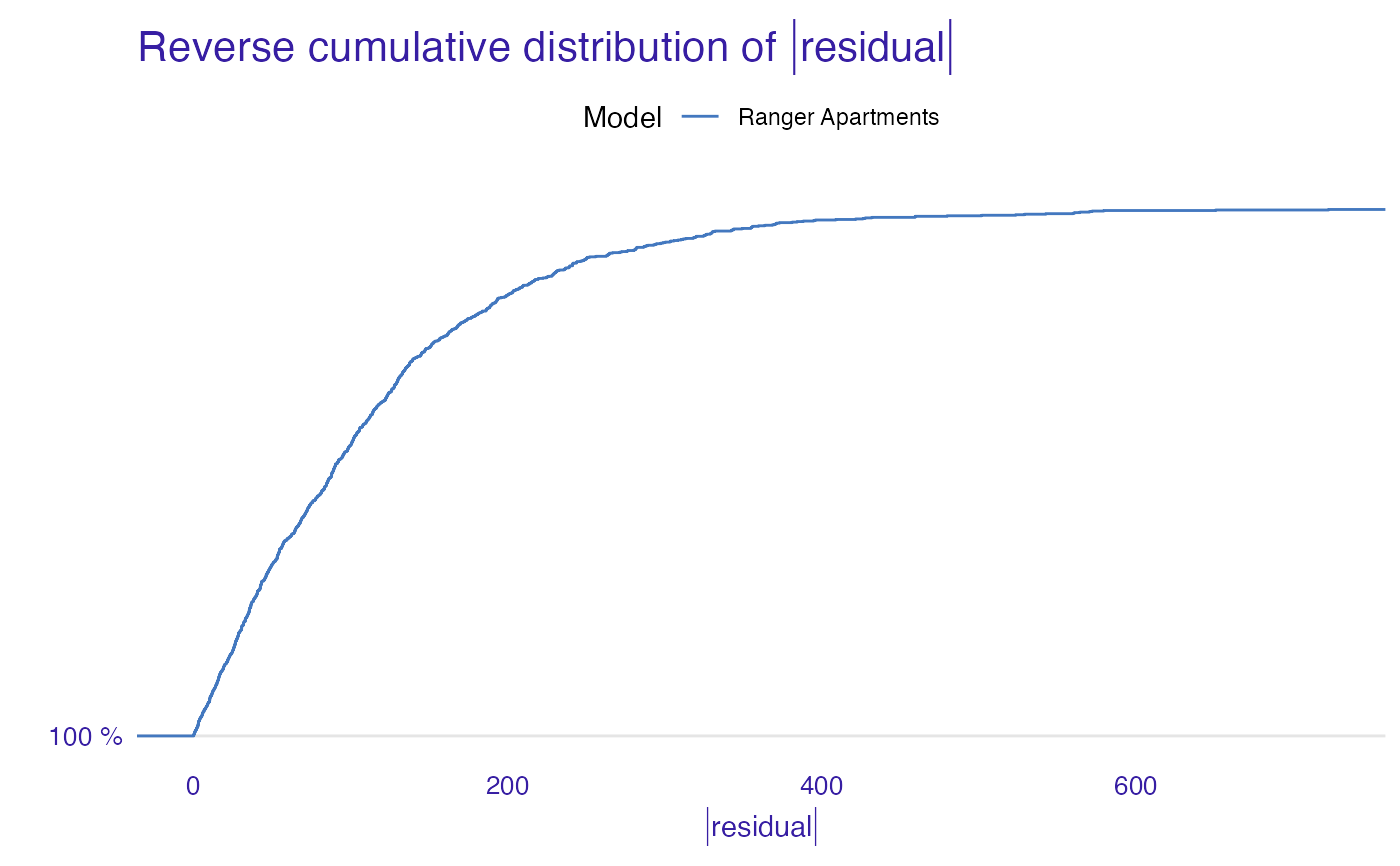 Reverse cumulative distribution of |residual|
Model Ranger Apartments
100 %
0 200 400 600
|residual|